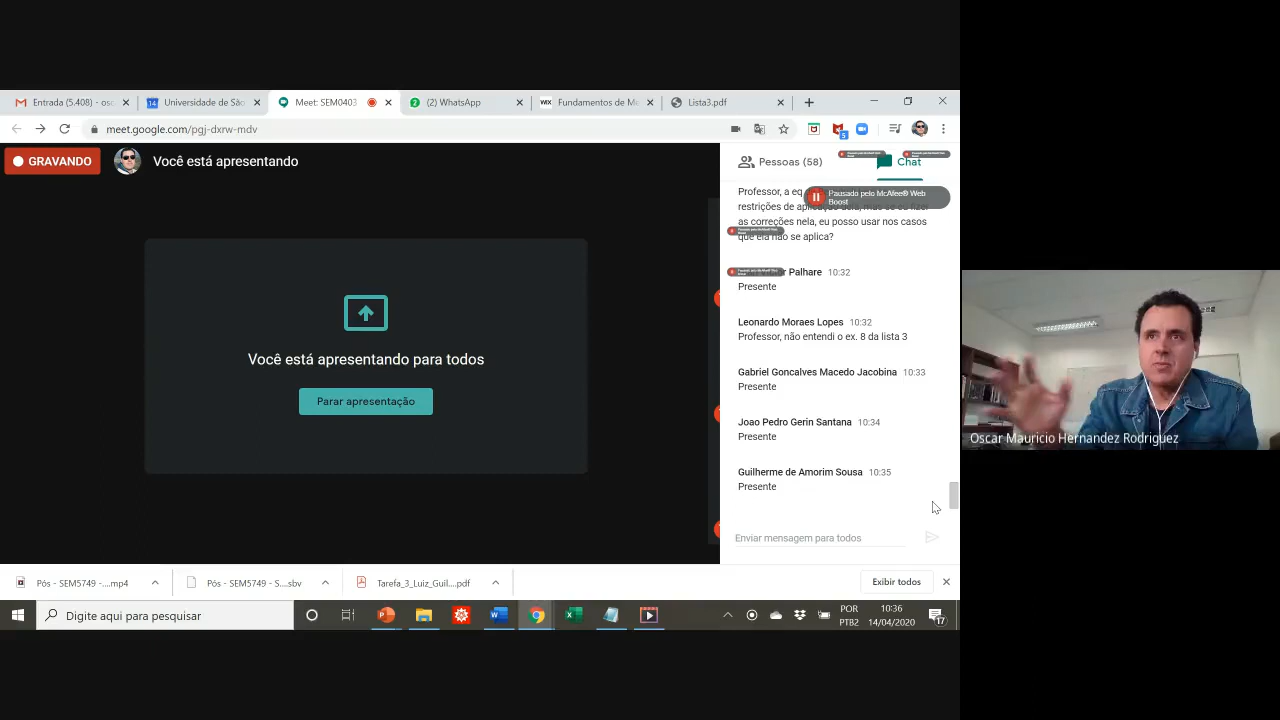 Entrada (5.408) - osc
Universidade de São
Meet: SEM0403
(2) WhatsApp
WIX
Fundamentos de Me
Lista3.pdf
meet.google.com/pgj-dxrw-mdv
5
GRAVANDO
Você está apresentando
Pessoas (58)
Chat
Pausado pelo McAfee® Web
Boost
Professor, a eq
as correções nela, eu posso usar nos casos
que ela não se aplica?
Palhare 10:32
Presente
Leonardo Moraes Lopes 10:32
Professor, não entendi o ex. 8 da lista 3
Gabriel Goncalves Macedo Jacobina 10:33
Presente
Joao Pedro Gerin Santana 10:34
Presente
Guilherme de Amorim Sousa 10:35
Presente
Você está apresentando para todos
Parar apresentação
Enviar mensagem para todos
Oscar Mauricio Hernandez Rodriguez
Pós - SEM5749 -....mp4
Pós - SEM5749 - S....sbv
Tarefa_3_Luiz_Guil....pdf
Exibir todos
Digite aqui para pesquisar
POR
PTB2
10:36
14/04/2020
17